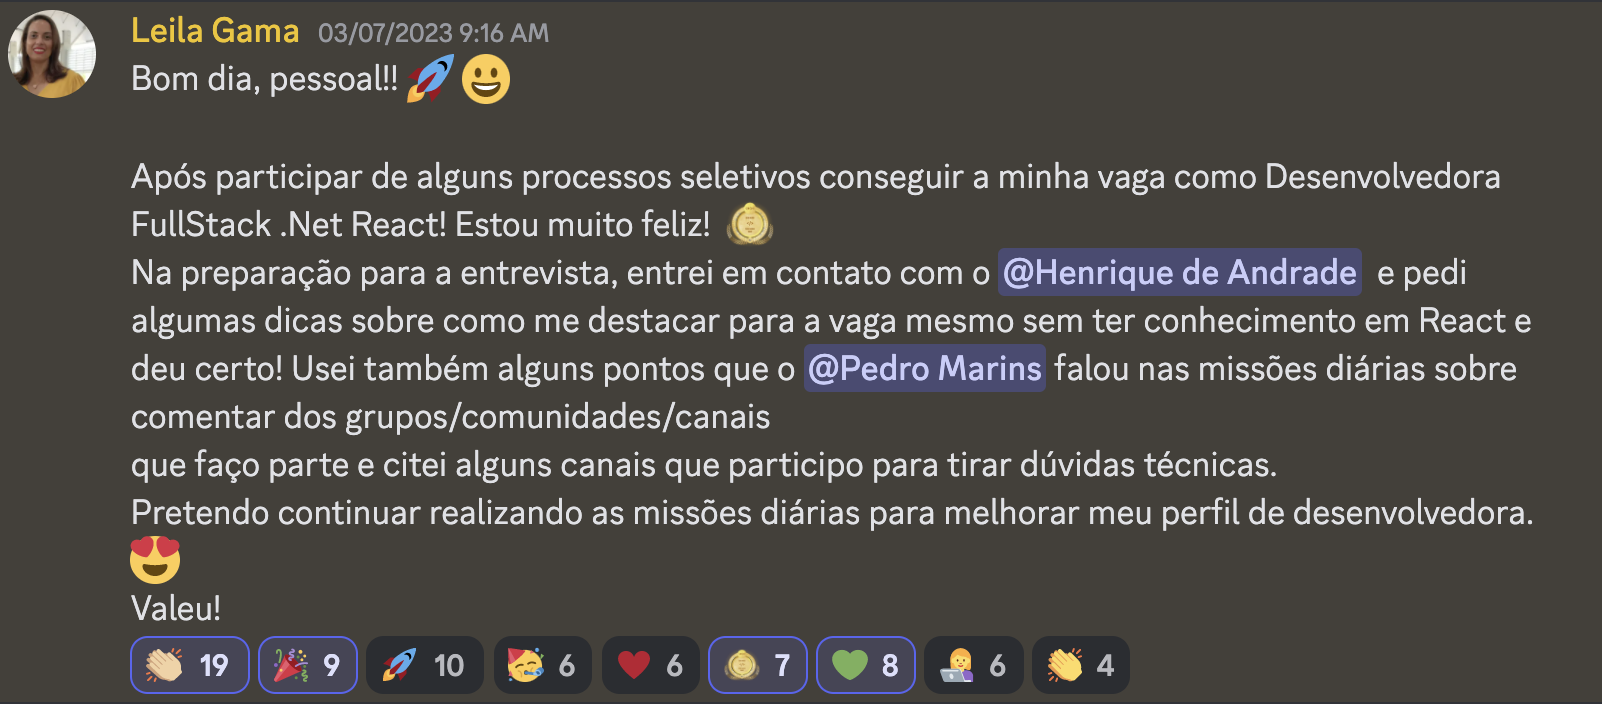 Leila Gama 03/07/2023 9:16 AM
Bom dia, pessoal!! 🚀 😃
Após participar de alguns processos seletivos conseguir a minha vaga como Desenvolvedora
FullStack .Net React! Estou muito feliz!
Na preparação para a entrevista, entrei em contato com o @Henrique de Andrade e pedi
algumas dicas sobre como me destacar para a vaga mesmo sem ter conhecimento em React e
deu certo! Usei também alguns pontos que o @Pedro Marins falou nas missões diárias sobre
comentar dos grupos/comunidades/canais
que faço parte e citei alguns canais que participo para tirar dúvidas técnicas.
Pretendo continuar realizando as missões diárias para melhorar meu perfil de desenvolvedora.
😍
Valeu!
👏🏻 19 🎉 9 🚀 10 🥳 6 ❤️ 6 7 💚 8 👩‍💻 6 👏 4